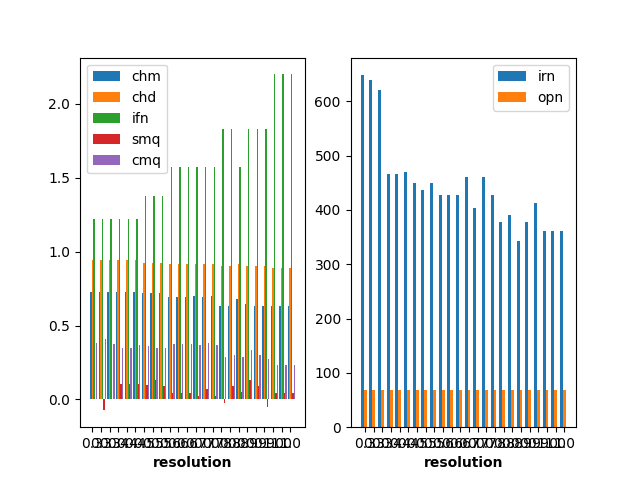 chm
chd
ifn
smq
cmq
2.0
1.5
1.0
0.5
0.0
resolution
irn
opn
600
500
400
300
200
100
0
resolution